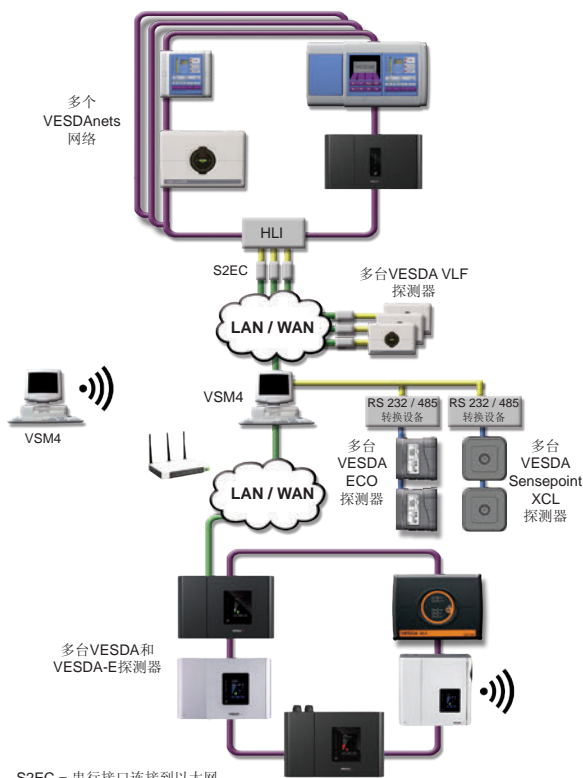 多个
VESDAnets
网络
HLI
S2EC
多台VESDA VLF
探测器
LAN / WAN
VSM4
VSM4
RS 232 / 485
转换设备
RS 232 / 485
转换设备
多台
VESDA
ECO
探测器
多台
VESDA
Sensepoint
XCL
探测器
LAN / WAN
多台VESDA和
VESDA-E探测器
S2EC = 串行接口连接到以太网